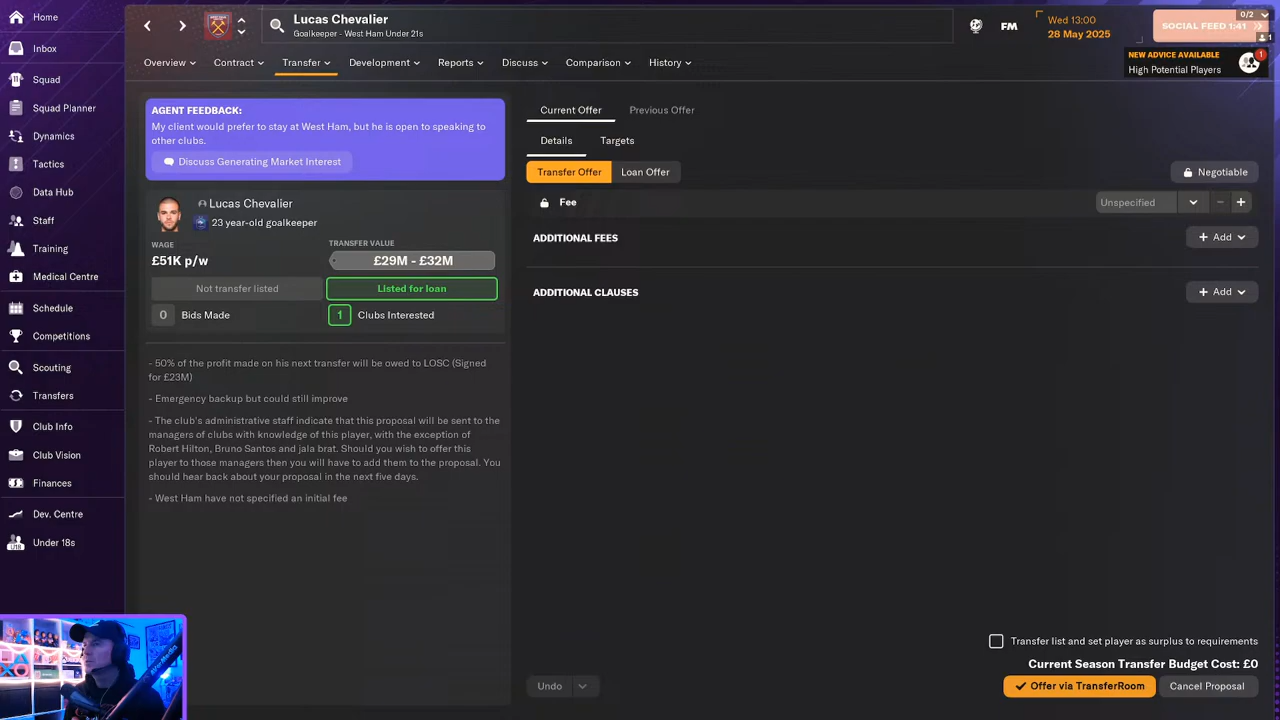 Home
Inbox
Squad
Squad Planner
Dynamics
Tactics
Data Hub
Staff
Training
Medical Centre
Schedule
Competitions
Scouting
Transfers
Club Info
Club Vision
Finances
Dev. Centre
Under 18s
Lucas Chevalier
Goalkeeper - West Ham Under 21s
FM
Wed 13:00
28 May 2025
0/2
SOCIAL FEED 1:41
1
NEW ADVICE AVAILABLE
High Potential Players
1
Overview
Contract
Transfer
Development
Reports
Discuss
Comparison
History
AGENT FEEDBACK:
My client would prefer to stay at West Ham, but he is open to speaking to
other clubs.
Discuss Generating Market Interest
Lucas Chevalier
23 year-old goalkeeper
WAGE
£51K p/w
TRANSFER VALUE
£29M - £32M
Not transfer listed
Listed for loan
0 Bids Made
1 Clubs Interested
- 50% of the profit made on his next transfer will be owed to LOSC (Signed
for £23M)
- Emergency backup but could still improve
- The club's administrative staff indicate that this proposal will be sent to the
managers of clubs with knowledge of this player, with the exception of
Robert Hilton, Bruno Santos and jala brat. Should you wish to offer this
player to those managers then you will have to add them to the proposal. You
should hear back about your proposal in the next five days.
- West Ham have not specified an initial fee
Current Offer
Previous Offer
Details
Targets
Transfer Offer
Loan Offer
Negotiable
Fee
Unspecified
ADDITIONAL FEES
+ Add
ADDITIONAL CLAUSES
+ Add
Transfer list and set player as surplus to requirements
Current Season Transfer Budget Cost: £0
Undo
Offer via TransferRoom
Cancel Proposal